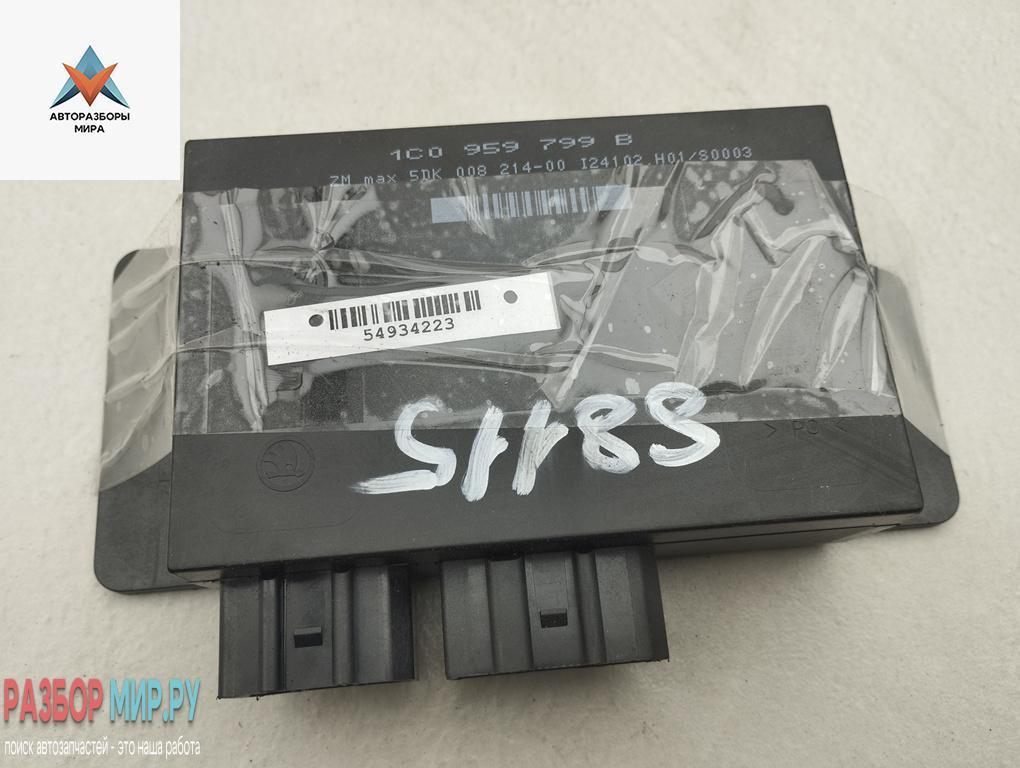 АВТОРАЗБОРЫ
МИРА
1C0 959 799 B
ZM max 5DK 008 214-00 I24102 H01/S0003
54934223
> PC <
РАЗБОР МИР.РУ
поиск автозапчастей - это наша работа